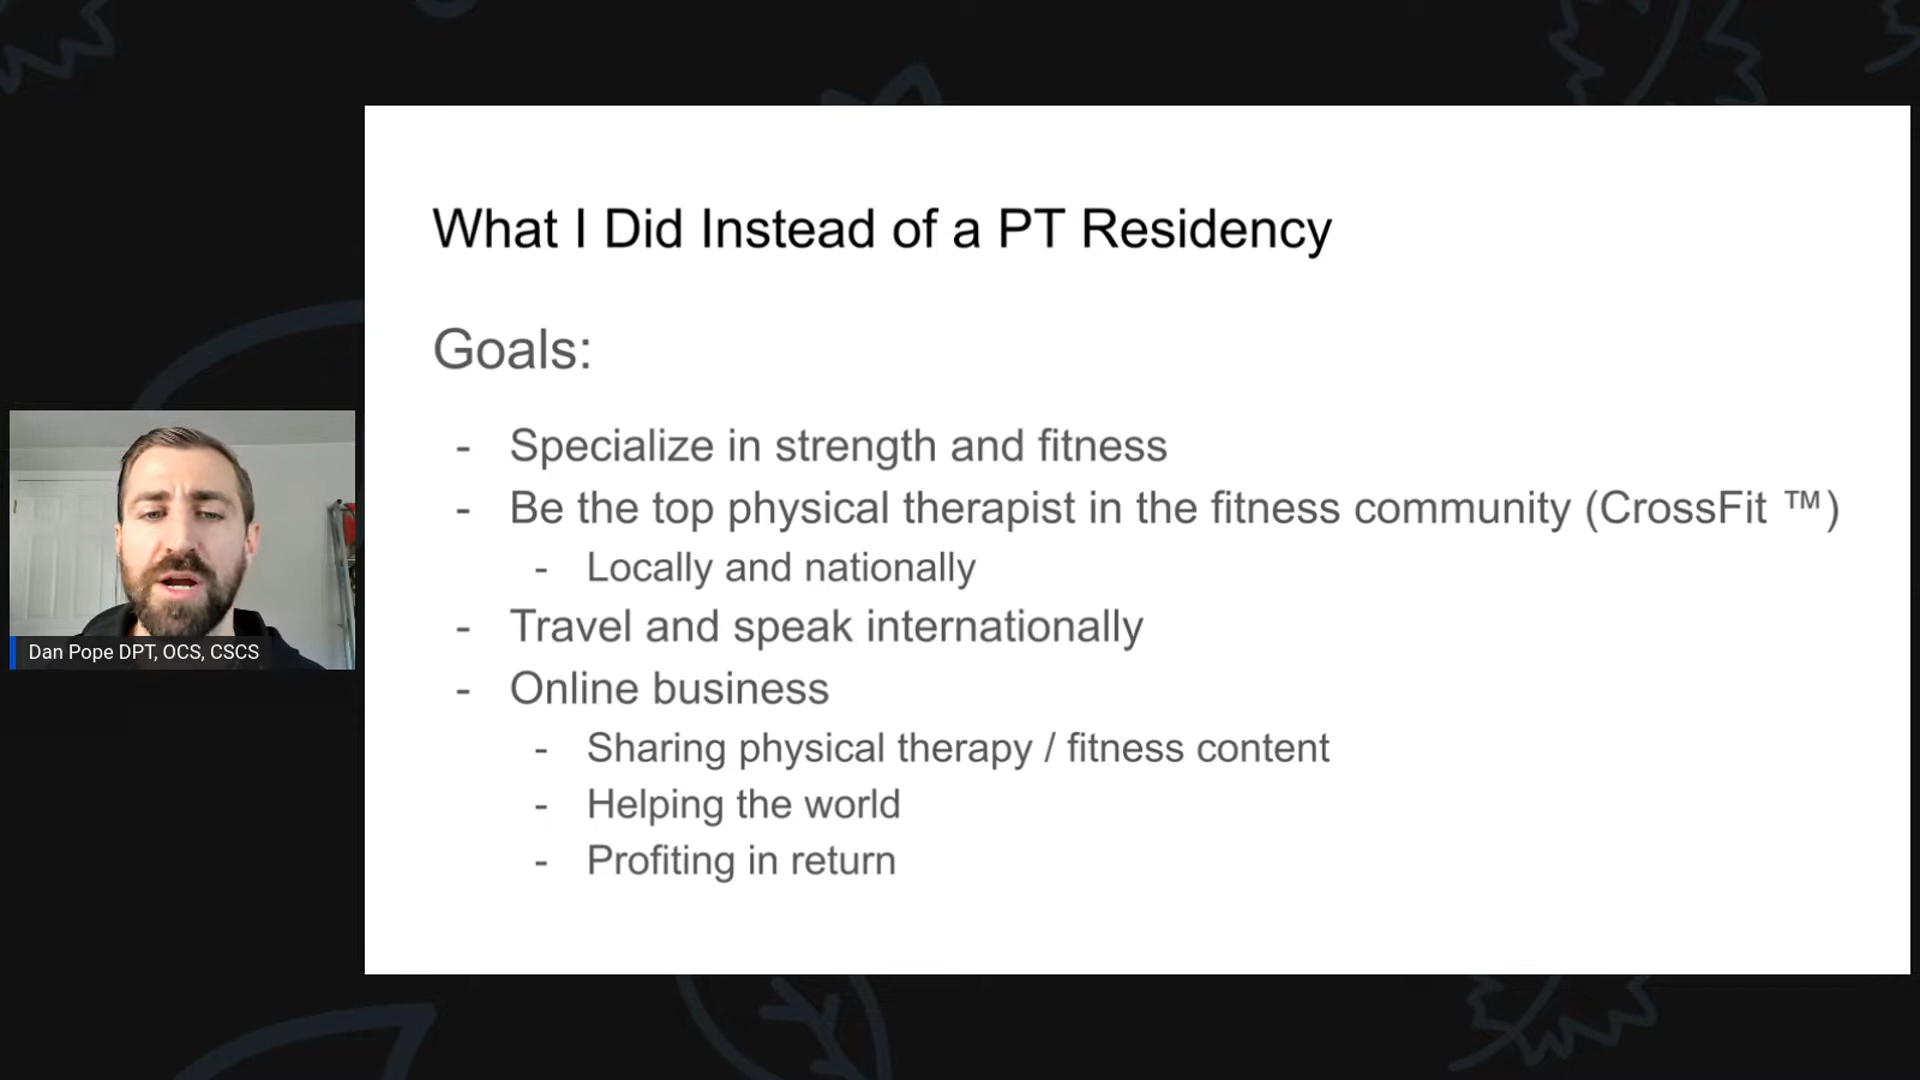 What I Did Instead of a PT Residency
Goals:
- Specialize in strength and fitness
- Be the top physical therapist in the fitness community (CrossFit ™)
- Locally and nationally
- Travel and speak internationally
- Online business
- Sharing physical therapy / fitness content
- Helping the world
- Profiting in return
Dan Pope DPT, OCS, CSCS